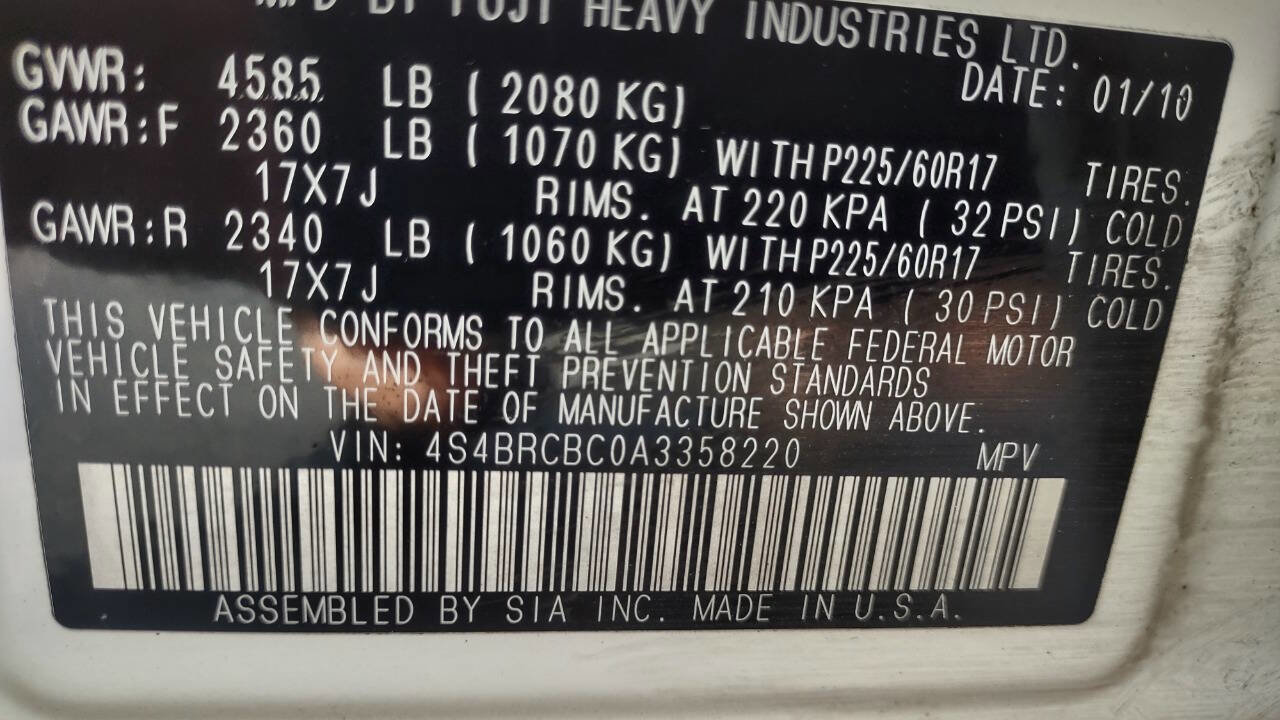 MFD BY FUJI HEAVY INDUSTRIES LTD.
DATE: 01/10
GVWR: 4585 LB ( 2080 KG)
GAWR:F 2360 LB ( 1070 KG) WITH P225/60R17 TIRES.
17X7J RIMS. AT 220 KPA ( 32 PSI) COLD
GAWR:R 2340 LB ( 1060 KG) WITH P225/60R17 TIRES.
17X7J RIMS. AT 210 KPA ( 30 PSI) COLD
THIS VEHICLE CONFORMS TO ALL APPLICABLE FEDERAL MOTOR
VEHICLE SAFETY AND THEFT PREVENTION STANDARDS
IN EFFECT ON THE DATE OF MANUFACTURE SHOWN ABOVE.
VIN: 4S4BRCBC0A3358220 MPV
ASSEMBLED BY SIA INC. MADE IN U.S.A.